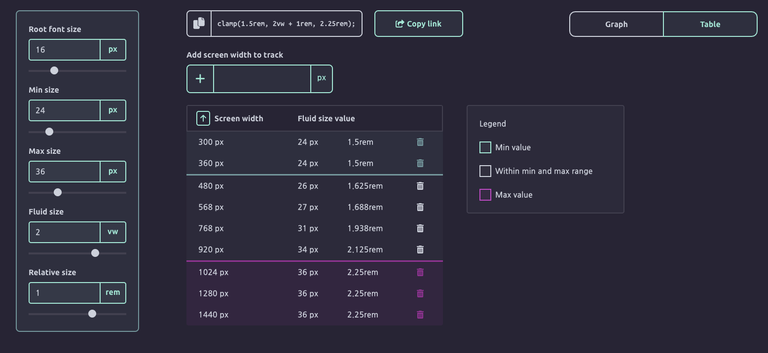 Root font size
16 px
Min size
24 px
Max size
36 px
Fluid size
2 vw
Relative size
1 rem
clamp(1.5rem, 2vw + 1rem, 2.25rem);
Copy link
Graph Table
Add screen width to track
+ px
Screen width Fluid size value
300 px 24 px 1,5rem
360 px 24 px 1,5rem
480 px 26 px 1,625rem
568 px 27 px 1,688rem
768 px 31 px 1,938rem
920 px 34 px 2,125rem
1024 px 36 px 2,25rem
1280 px 36 px 2,25rem
1440 px 36 px 2,25rem
Legend
Min value
Within min and max range
Max value